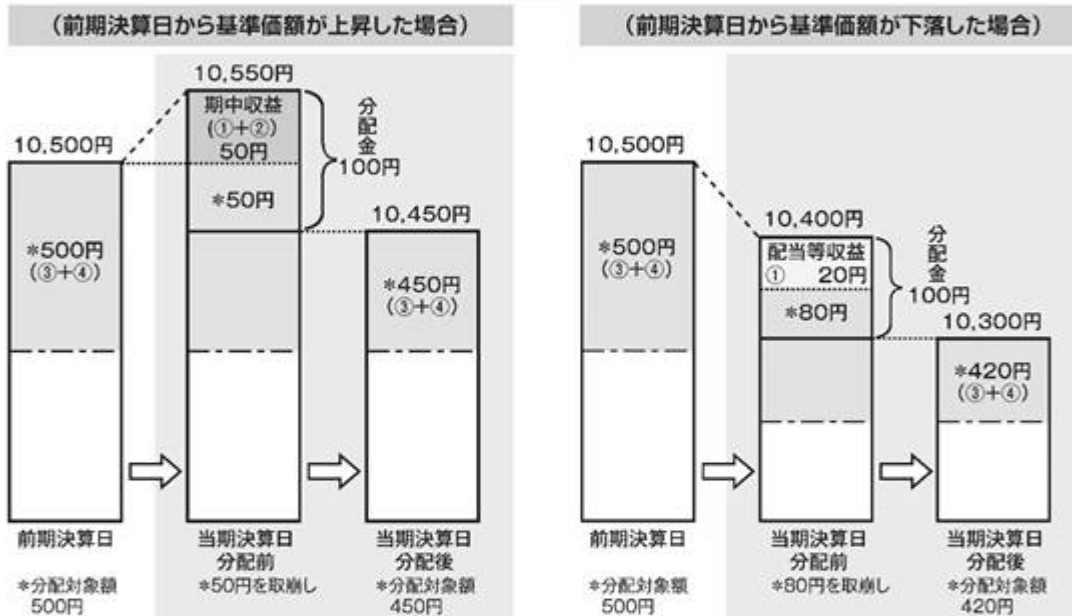 (前期決算日から基準価額が上昇した場合)
10,550円
期中収益
(①+②)
50円
*50円
分配金
100円
10,500円
*500円
(③+④)
10,450円
*450円
(③+④)
前期決算日
当期決算日
分配前
当期決算日
分配後
*分配対象額
500円
*50円を取崩し
*分配対象額
450円
(前期決算日から基準価額が下落した場合)
10,500円
*500円
(③+④)
10,400円
配当等収益
① 20円
*80円
分配金
100円
10,300円
*420円
(③+④)
前期決算日
当期決算日
分配前
当期決算日
分配後
*分配対象額
500円
*80円を取崩し
*分配対象額
420円